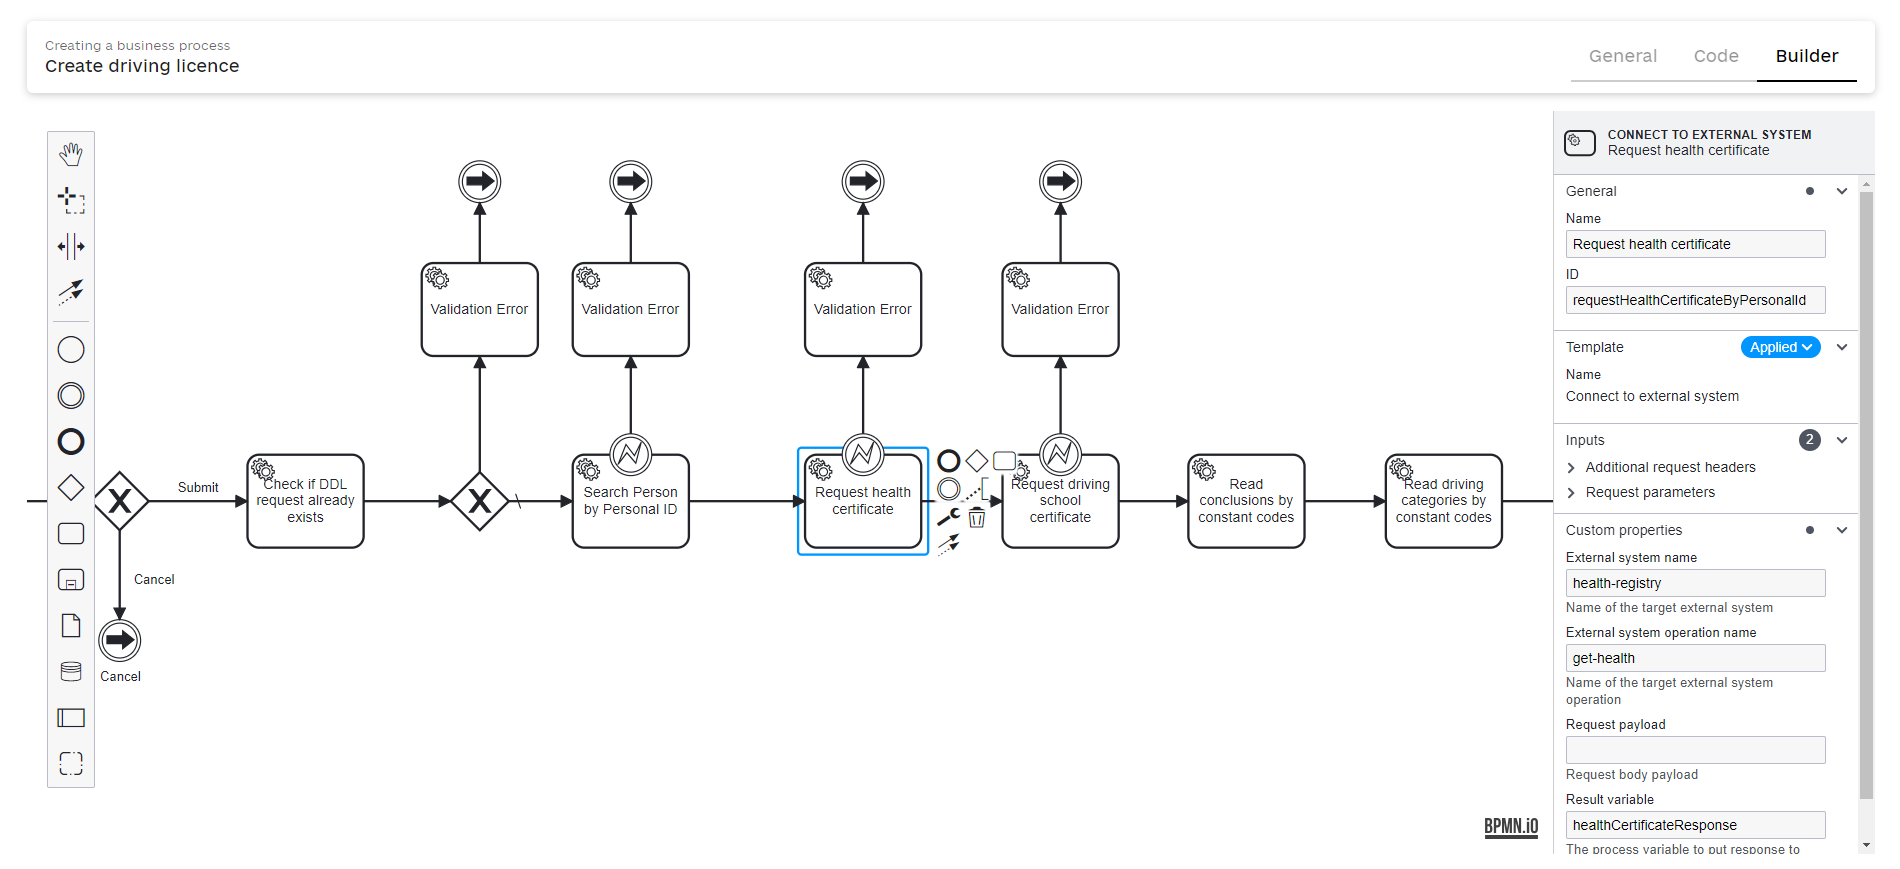 Creating a business process
Create driving licence
General
Code
Builder
CONNECT TO EXTERNAL SYSTEM
Request health certificate
General
Name
Request health certificate
ID
requestHealthCertificateByPersonalId
Template
Applied
Name
Connect to external system
Inputs
2
Additional request headers
Request parameters
Custom properties
External system name
health-registry
Name of the target external system
External system operation name
get-health
Name of the target external system
operation
Request payload
Request body payload
Result variable
healthCertificateResponse
The process variable to put response to
Validation Error
Validation Error
Validation Error
Validation Error
Submit
Check if DDL
request already
exists
Search Person
by Personal ID
Request health
certificate
Request driving
school
certificate
Read
conclusions by
constant codes
Read driving
categories by
constant codes
Cancel
Cancel
BPMN.iO